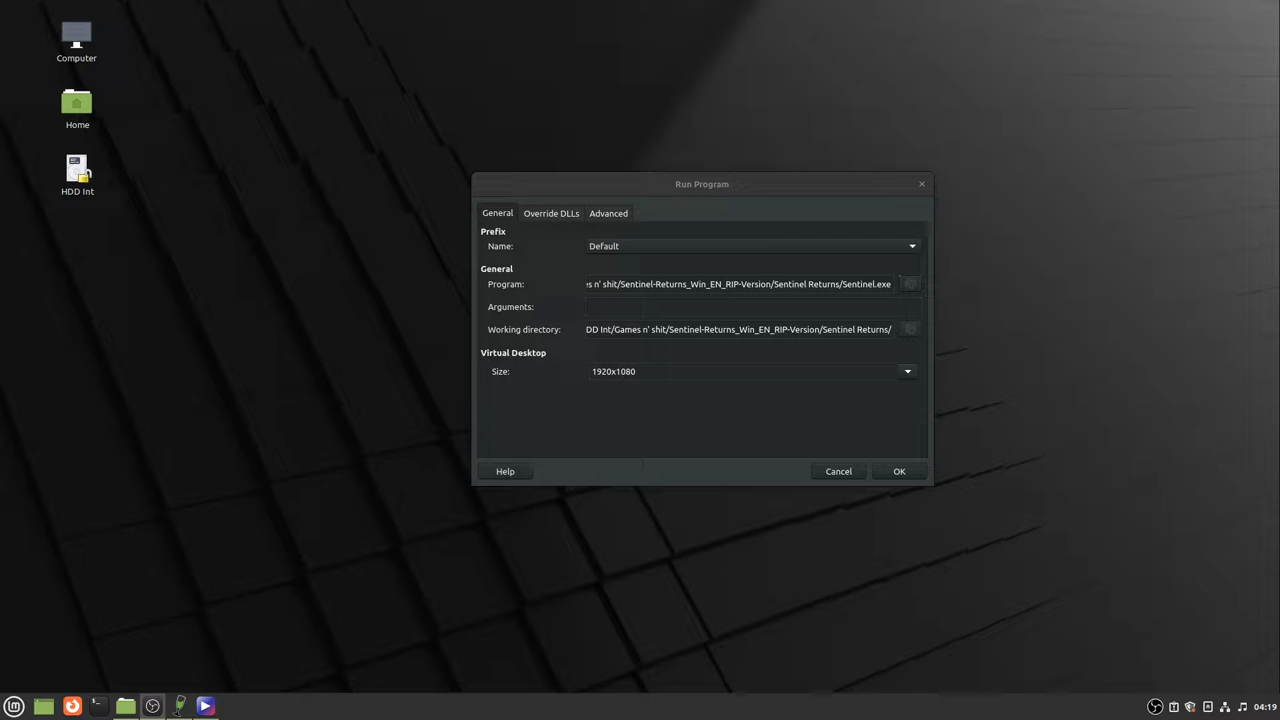 Computer
Home
HDD Int
Run Program
General Override DLLs Advanced
Prefix
Name: Default
General
Program: s n' shit/Sentinel-Returns_Win_EN_RIP-Version/Sentinel Returns/Sentinel.exe
Arguments:
Working directory: DD Int/Games n' shit/Sentinel-Returns_Win_EN_RIP-Version/Sentinel Returns/
Virtual Desktop
Size: 1920x1080
Help Cancel OK
04:19